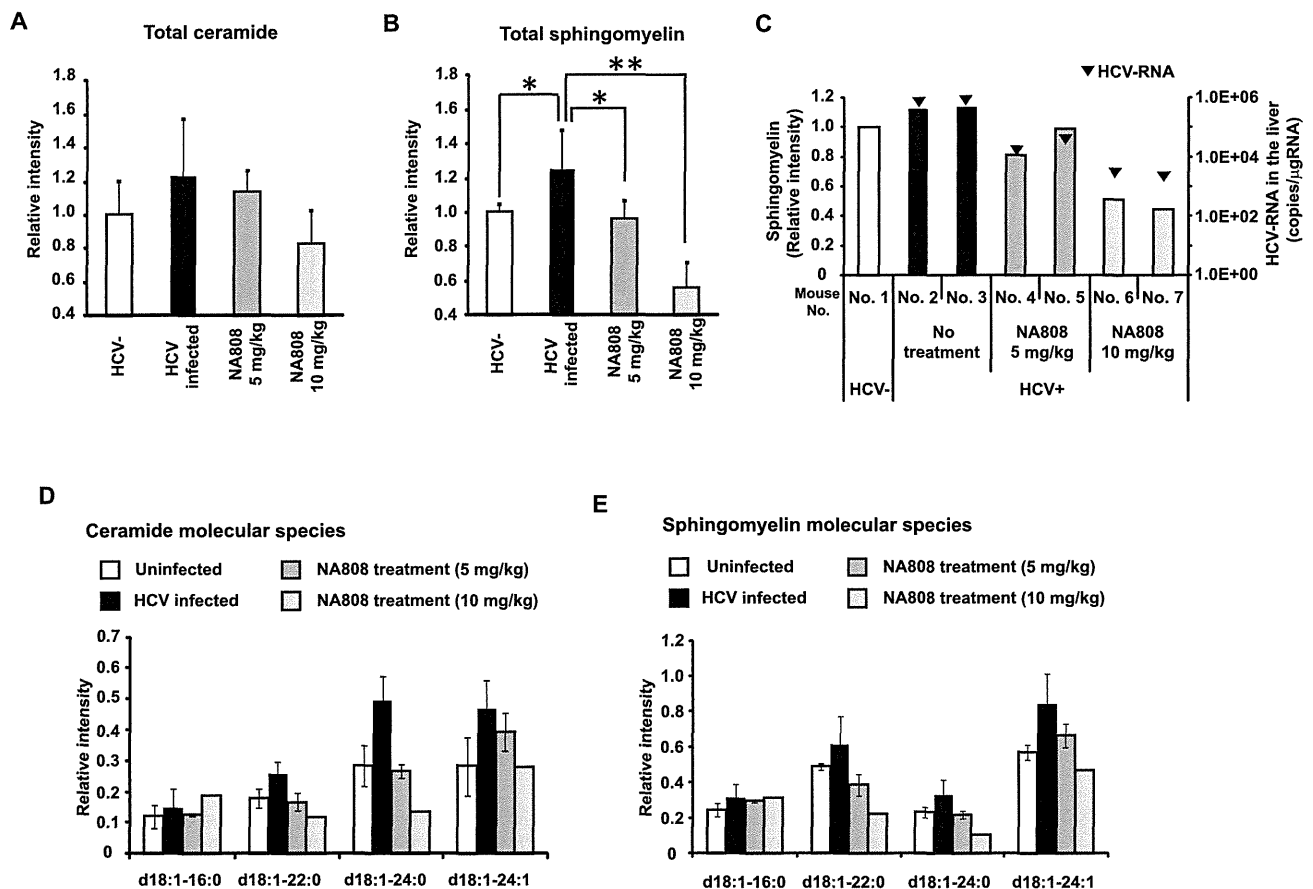 A
Total ceramide
Relative intensity
1.8
1.6
1.4
1.2
1.0
0.8
0.6
0.4
HCV-
HCV infected
NA808 5 mg/kg
NA808 10 mg/kg
B
Total sphingomyelin
Relative intensity
1.8
1.6
1.4
1.2
1.0
0.8
0.6
0.4
*
*
**
HCV-
HCV infected
NA808 5 mg/kg
NA808 10 mg/kg
C
▼HCV-RNA
Sphingomyelin
(Relative intensity)
1.2
1.0
0.8
0.6
0.4
0.2
0
1.0E+06
1.0E+04
1.0E+02
1.0E+00
HCV-RNA in the liver
(copies/μgRNA)
Mouse No.
No. 1 No. 2 No. 3 No. 4 No. 5 No. 6 No. 7
No treatment
NA808 5 mg/kg
NA808 10 mg/kg
HCV- HCV+
D
Ceramide molecular species
Uninfected NA808 treatment (5 mg/kg)
HCV infected NA808 treatment (10 mg/kg)
Relative intensity
0.7
0.6
0.5
0.4
0.3
0.2
0.1
0
d18:1-16:0 d18:1-22:0 d18:1-24:0 d18:1-24:1
E
Sphingomyelin molecular species
Uninfected NA808 treatment (5 mg/kg)
HCV infected NA808 treatment (10 mg/kg)
Relative intensity
1.2
1.0
0.8
0.6
0.4
0.2
0
d18:1-16:0 d18:1-22:0 d18:1-24:0 d18:1-24:1